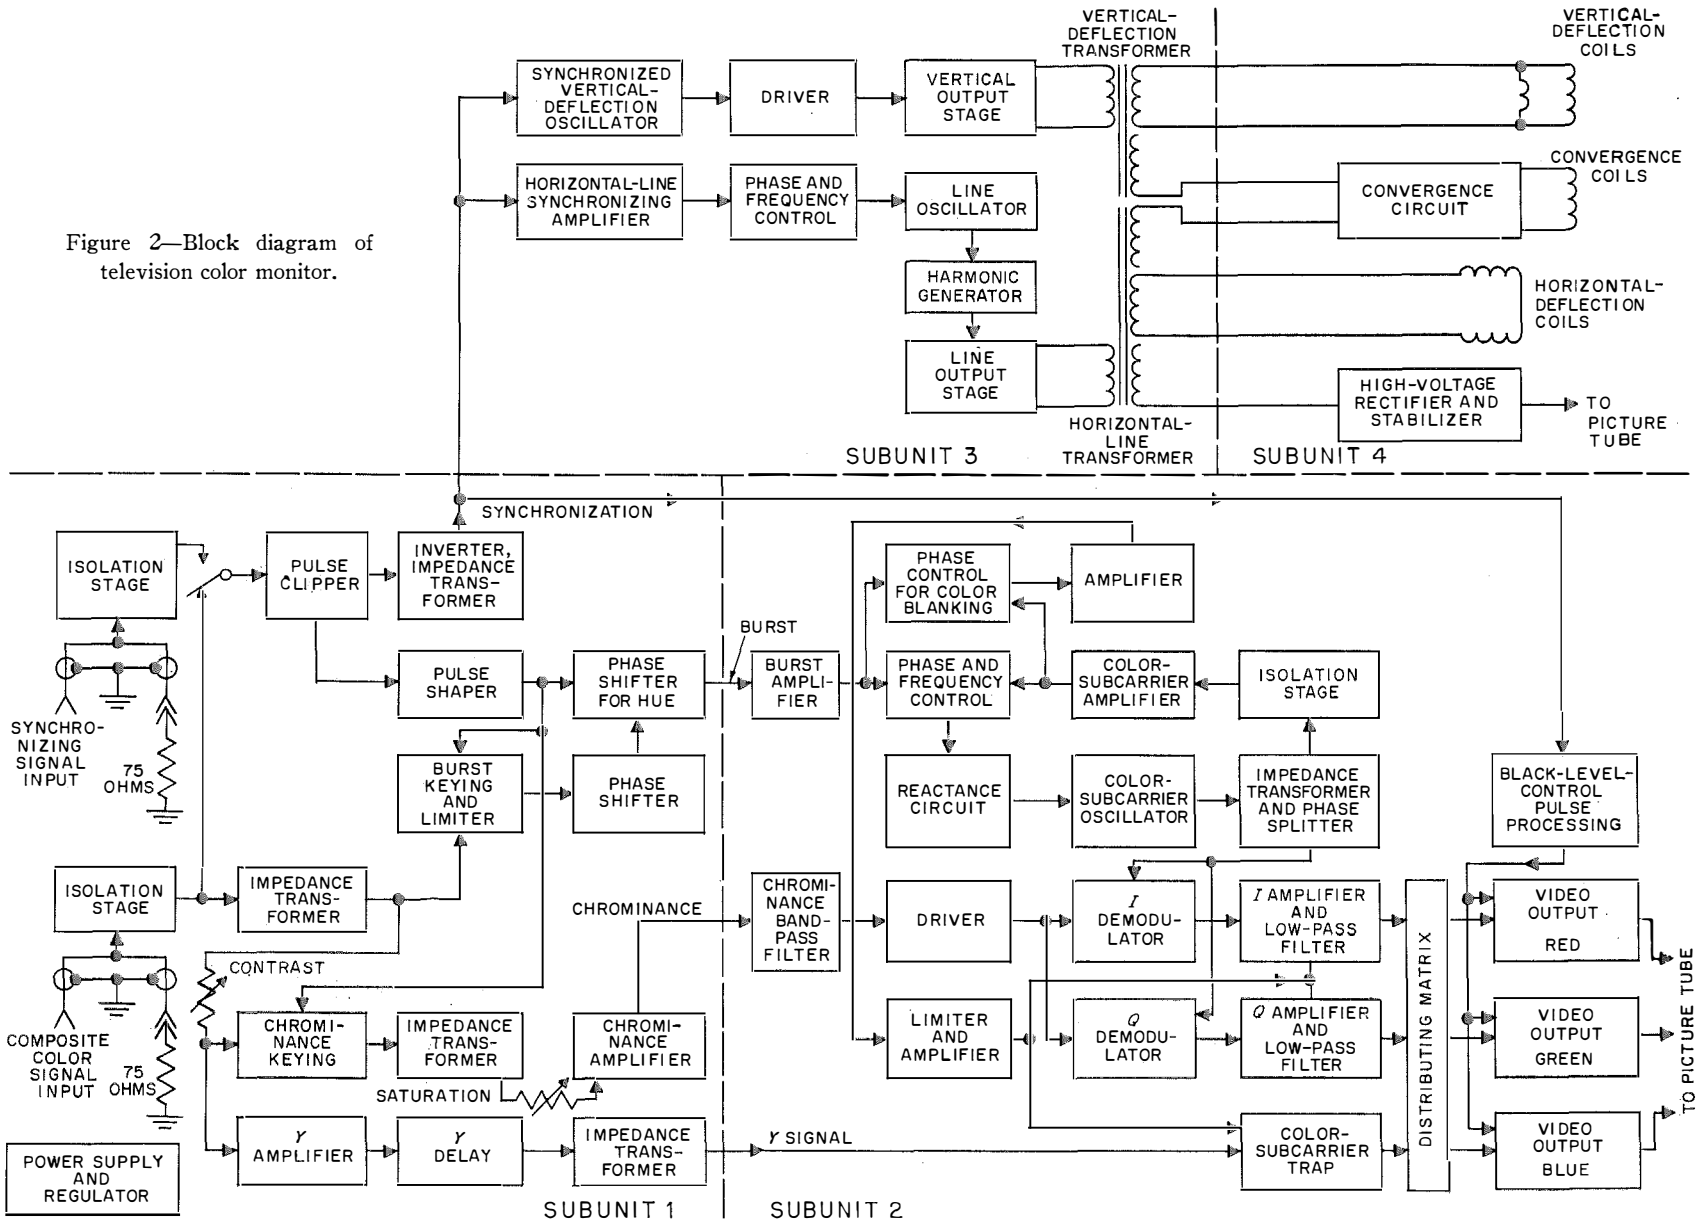 VERTICAL-
DEFLECTION
TRANSFORMER
VERTICAL-
DEFLECTION
COILS
SYNCHRONIZED
VERTICAL-
DEFLECTION
OSCILLATOR
DRIVER
VERTICAL
OUTPUT
STAGE
HORIZONTAL-LINE
SYNCHRONIZING
AMPLIFIER
PHASE AND
FREQUENCY
CONTROL
LINE
OSCILLATOR
CONVERGENCE
CIRCUIT
CONVERGENCE
COILS
Figure 2—Block diagram of
television color monitor.
HARMONIC
GENERATOR
HORIZONTAL-
DEFLECTION
COILS
LINE
OUTPUT
STAGE
HIGH-VOLTAGE
RECTIFIER AND
STABILIZER
TO
PICTURE
TUBE
HORIZONTAL-
LINE
TRANSFORMER
SUBUNIT 3
SUBUNIT 4
SYNCHRONIZATION
ISOLATION
STAGE
PULSE
CLIPPER
INVERTER,
IMPEDANCE
TRANS-
FORMER
PHASE
CONTROL
FOR COLOR
BLANKING
AMPLIFIER
BURST
PULSE
SHAPER
PHASE
SHIFTER
FOR HUE
BURST
AMPLI-
FIER
PHASE AND
FREQUENCY
CONTROL
COLOR-
SUBCARRIER
AMPLIFIER
ISOLATION
STAGE
SYNCHRO-
NIZING
SIGNAL
INPUT
75
OHMS
BURST
KEYING
AND
LIMITER
PHASE
SHIFTER
REACTANCE
CIRCUIT
COLOR-
SUBCARRIER
OSCILLATOR
IMPEDANCE
TRANSFORMER
AND PHASE
SPLITTER
BLACK-LEVEL-
CONTROL
PULSE
PROCESSING
ISOLATION
STAGE
IMPEDANCE
TRANS-
FORMER
CHROMINANCE
CHROMI-
NANCE
BAND-
PASS
FILTER
DRIVER
I
DEMODU-
LATOR
I AMPLIFIER
AND
LOW-PASS
FILTER
VIDEO
OUTPUT
RED
CONTRAST
DISTRIBUTING MATRIX
TO PICTURE TUBE
COMPOSITE
COLOR
SIGNAL
INPUT
75
OHMS
CHROMI-
NANCE
KEYING
IMPEDANCE
TRANS-
FORMER
CHROMI-
NANCE
AMPLIFIER
LIMITER
AND
AMPLIFIER
Q
DEMODU-
LATOR
Q AMPLIFIER
AND
LOW-PASS
FILTER
VIDEO
OUTPUT
GREEN
SATURATION
Y
AMPLIFIER
Y
DELAY
IMPEDANCE
TRANS-
FORMER
Y SIGNAL
COLOR-
SUBCARRIER
TRAP
VIDEO
OUTPUT
BLUE
POWER SUPPLY
AND
REGULATOR
SUBUNIT 1
SUBUNIT 2